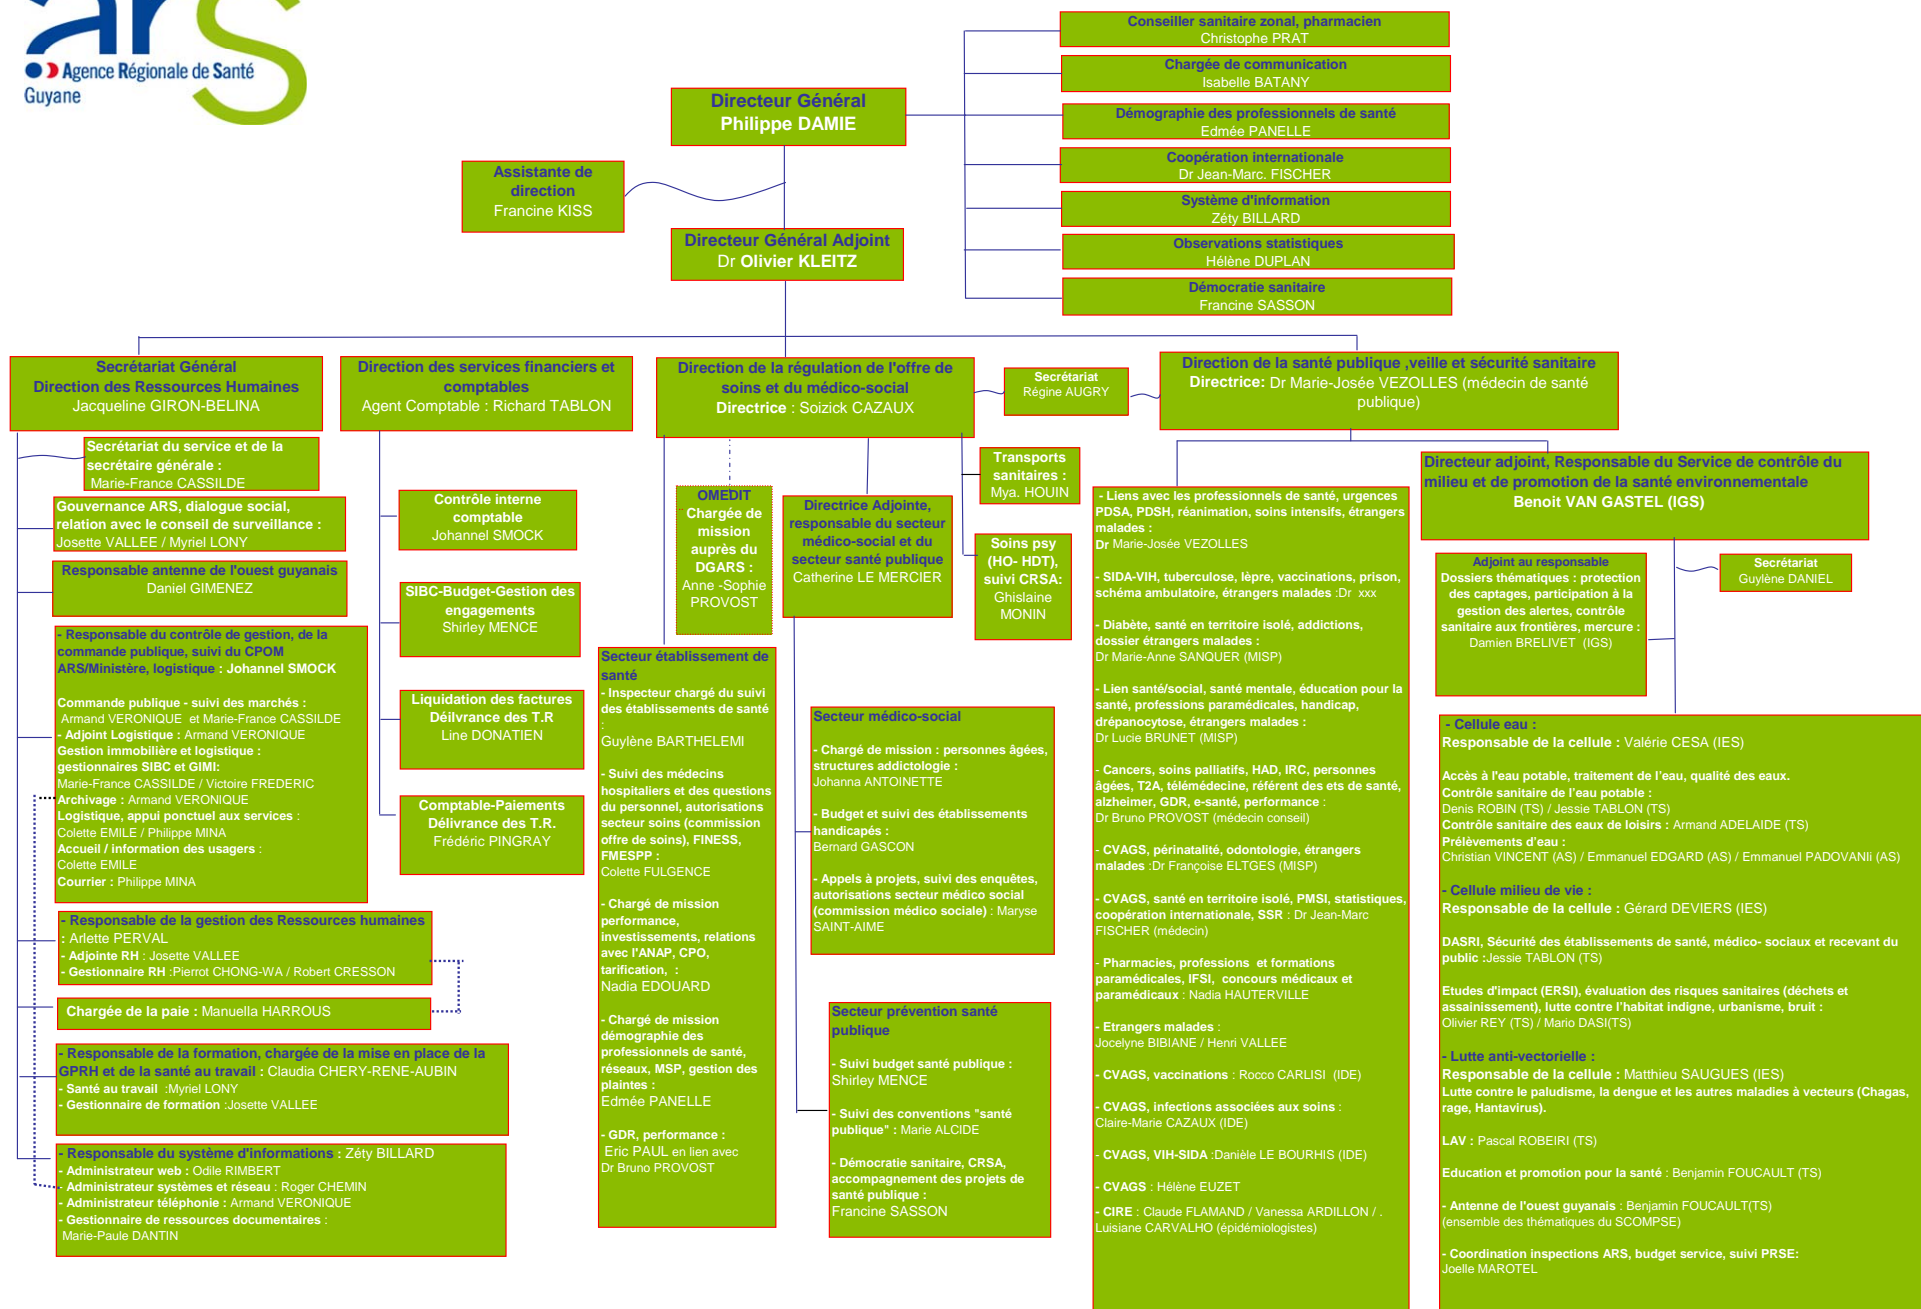 ars
Agence Régionale de Santé
Guyane
Conseiller sanitaire zonal, pharmacien
Christophe PRAT
Chargée de communication
Isabelle BATANY
Démographie des professionnels de santé
Edmée PANELLE
Coopération internationale
Dr Jean-Marc. FISCHER
Système d'information
Zéty BILLARD
Observations statistiques
Hélène DUPLAN
Démocratie sanitaire
Francine SASSON
Directeur Général
Philippe DAMIE
Assistante de
direction
Francine KISS
Directeur Général Adjoint
Dr Olivier KLEITZ
Secrétariat Général
Direction des Ressources Humaines
Jacqueline GIRON-BELINA
Secrétariat du service et de la
secrétaire générale :
Marie-France CASSILDE
Gouvernance ARS, dialogue social,
relation avec le conseil de surveillance :
Josette VALLEE / Myriel LONY
Responsable antenne de l'ouest guyanais
Daniel GIMENEZ
- Responsable du contrôle de gestion, de la
commande publique, suivi du CPOM
ARS/Ministère, logistique : Johannel SMOCK
Commande publique - suivi des marchés :
Armand VERONIQUE et Marie-France CASSILDE
- Adjoint Logistique : Armand VERONIQUE
Gestion immobilière et logistique :
gestionnaires SIBC et GIMI:
Marie-France CASSILDE / Victoire FREDERIC
Archivage : Armand VERONIQUE
Logistique, appui ponctuel aux services :
Colette EMILE / Philippe MINA
Accueil / information des usagers :
Colette EMILE
Courrier : Philippe MINA
- Responsable de la gestion des Ressources humaines
: Arlette PERVAL
- Adjointe RH : Josette VALLEE
- Gestionnaire RH :Pierrot CHONG-WA / Robert CRESSON
Chargée de la paie : Manuella HARROUS
- Responsable de la formation, chargée de la mise en place de la
GPRH et de la santé au travail : Claudia CHERY-RENE-AUBIN
- Santé au travail :Myriel LONY
- Gestionnaire de formation :Josette VALLEE
- Responsable du système d'informations : Zéty BILLARD
- Administrateur web : Odile RIMBERT
- Administrateur systèmes et réseau : Roger CHEMIN
- Administrateur téléphonie : Armand VERONIQUE
- Gestionnaire de ressources documentaires :
Marie-Paule DANTIN
Direction des services financiers et
comptables
Agent Comptable : Richard TABLON
Contrôle interne
comptable
Johannel SMOCK
SIBC-Budget-Gestion des
engagements
Shirley MENCE
Liquidation des factures
Déilvrance des T.R
Line DONATIEN
Comptable-Paiements
Délivrance des T.R.
Frédéric PINGRAY
Direction de la régulation de l'offre de
soins et du médico-social
Directrice : Soizick CAZAUX
Secrétariat
Régine AUGRY
OMEDIT
Chargée de
mission
auprès du
DGARS :
Anne -Sophie
PROVOST
Directrice Adjointe,
responsable du secteur
médico-social et du
secteur santé publique
Catherine LE MERCIER
Transports
sanitaires :
Mya. HOUIN
Soins psy
(HO- HDT),
suivi CRSA:
Ghislaine
MONIN
Secteur établissement de
santé
- Inspecteur chargé du suivi
des établissements de santé
:
Guylène BARTHELEMI
- Suivi des médecins
hospitaliers et des questions
du personnel, autorisations
secteur soins (commission
offre de soins), FINESS,
FMESPP :
Colette FULGENCE
- Chargé de mission
performance,
investissements, relations
avec l'ANAP, CPO,
tarification, :
Nadia EDOUARD
- Chargé de mission
démographie des
professionnels de santé,
réseaux, MSP, gestion des
plaintes :
Edmée PANELLE
- GDR, performance :
Eric PAUL en lien avec
Dr Bruno PROVOST
Secteur médico-social
- Chargé de mission : personnes âgées,
structures addictologie :
Johanna ANTOINETTE
- Budget et suivi des établissements
handicapés :
Bernard GASCON
- Appels à projets, suivi des enquêtes,
autorisations secteur médico social
(commission médico sociale) : Maryse
SAINT-AIME
Secteur prévention santé
publique
- Suivi budget santé publique :
Shirley MENCE
- Suivi des conventions "santé
publique" : Marie ALCIDE
- Démocratie sanitaire, CRSA,
accompagnement des projets de
santé publique :
Francine SASSON
Direction de la santé publique ,veille et sécurité sanitaire
Directrice: Dr Marie-Josée VEZOLLES (médecin de santé
publique)
- Liens avec les professionnels de santé, urgences
PDSA, PDSH, réanimation, soins intensifs, étrangers
malades :
Dr Marie-Josée VEZOLLES
- SIDA-VIH, tuberculose, lèpre, vaccinations, prison,
schéma ambulatoire, étrangers malades :Dr xxx
- Diabète, santé en territoire isolé, addictions,
dossier étrangers malades :
Dr Marie-Anne SANQUER (MISP)
- Lien santé/social, santé mentale, éducation pour la
santé, professions paramédicales, handicap,
drépanocytose, étrangers malades :
Dr Lucie BRUNET (MISP)
- Cancers, soins palliatifs, HAD, IRC, personnes
âgées, T2A, télémédecine, référent des ets de santé,
alzheimer, GDR, e-santé, performance :
Dr Bruno PROVOST (médecin conseil)
- CVAGS, périnatalité, odontologie, étrangers
malades :Dr Françoise ELTGES (MISP)
- CVAGS, santé en territoire isolé, PMSI, statistiques,
coopération internationale, SSR : Dr Jean-Marc
FISCHER (médecin)
- Pharmacies, professions et formations
paramédicales, IFSI, concours médicaux et
paramédicaux : Nadia HAUTERVILLE
- Etrangers malades :
Jocelyne BIBIANE / Henri VALLEE
- CVAGS, vaccinations : Rocco CARLISI (IDE)
- CVAGS, infections associées aux soins :
Claire-Marie CAZAUX (IDE)
- CVAGS, VIH-SIDA :Danièle LE BOURHIS (IDE)
- CVAGS : Hélène EUZET
- CIRE : Claude FLAMAND / Vanessa ARDILLON / .
Luisiane CARVALHO (épidémiologistes)
Directeur adjoint, Responsable du Service de contrôle du
milieu et de promotion de la santé environnementale
Benoit VAN GASTEL (IGS)
Adjoint au responsable
Dossiers thématiques : protection
des captages, participation à la
gestion des alertes, contrôle
sanitaire aux frontières, mercure :
Damien BRELIVET (IGS)
Secrétariat
Guylène DANIEL
- Cellule eau :
Responsable de la cellule : Valérie CESA (IES)
Accès à l'eau potable, traitement de l'eau, qualité des eaux.
Contrôle sanitaire de l'eau potable :
Denis ROBIN (TS) / Jessie TABLON (TS)
Contrôle sanitaire des eaux de loisirs : Armand ADELAIDE (TS)
Prélèvements d'eau :
Christian VINCENT (AS) / Emmanuel EDGARD (AS) / Emmanuel PADOVANIi (AS)
- Cellule milieu de vie :
Responsable de la cellule : Gérard DEVIERS (IES)
DASRI, Sécurité des établissements de santé, médico- sociaux et recevant du
public :Jessie TABLON (TS)
Etudes d'impact (ERSI), évaluation des risques sanitaires (déchets et
assainissement), lutte contre l'habitat indigne, urbanisme, bruit :
Olivier REY (TS) / Mario DASI(TS)
- Lutte anti-vectorielle :
Responsable de la cellule : Matthieu SAUGUES (IES)
Lutte contre le paludisme, la dengue et les autres maladies à vecteurs (Chagas,
rage, Hantavirus).
LAV : Pascal ROBEIRI (TS)
Education et promotion pour la santé : Benjamin FOUCAULT (TS)
- Antenne de l'ouest guyanais : Benjamin FOUCAULT(TS)
(ensemble des thématiques du SCOMPSE)
- Coordination inspections ARS, budget service, suivi PRSE:
Joelle MAROTEL